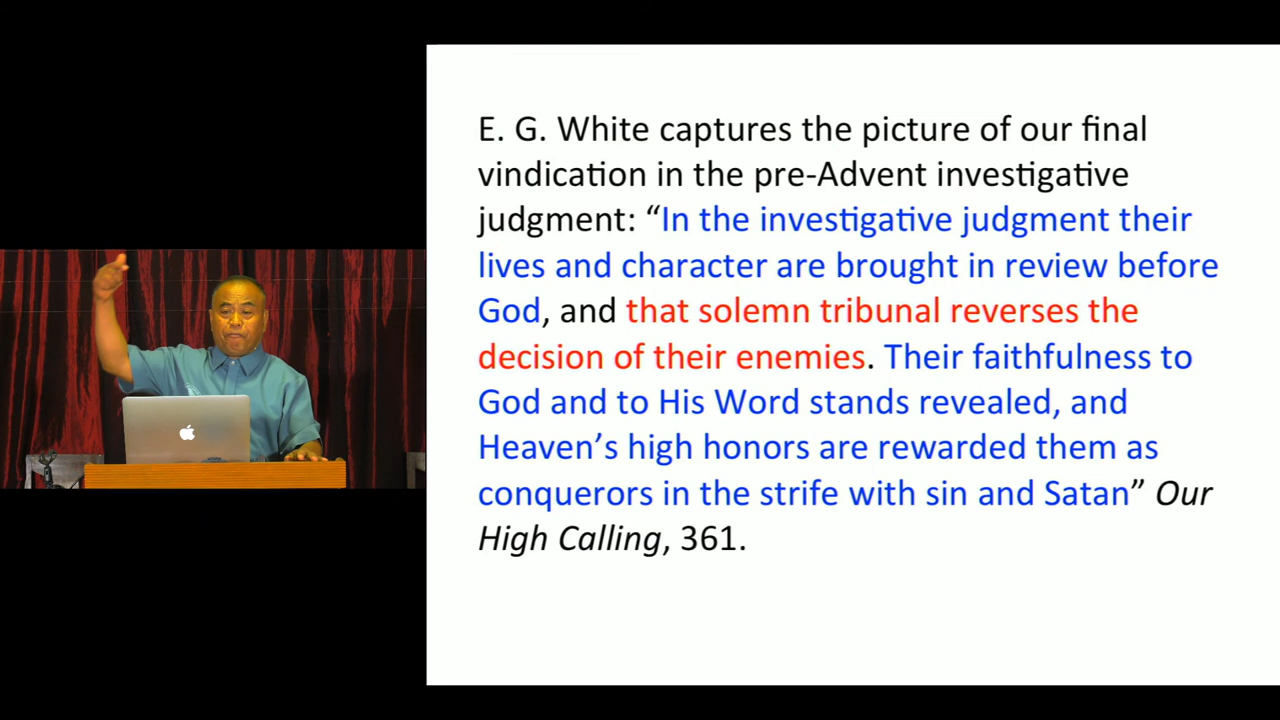 E. G. White captures the picture of our final
vindication in the pre-Advent investigative
judgment: “In the investigative judgment their
lives and character are brought in review before
God, and that solemn tribunal reverses the
decision of their enemies. Their faithfulness to
God and to His Word stands revealed, and
Heaven’s high honors are rewarded them as
conquerors in the strife with sin and Satan” Our
High Calling, 361.